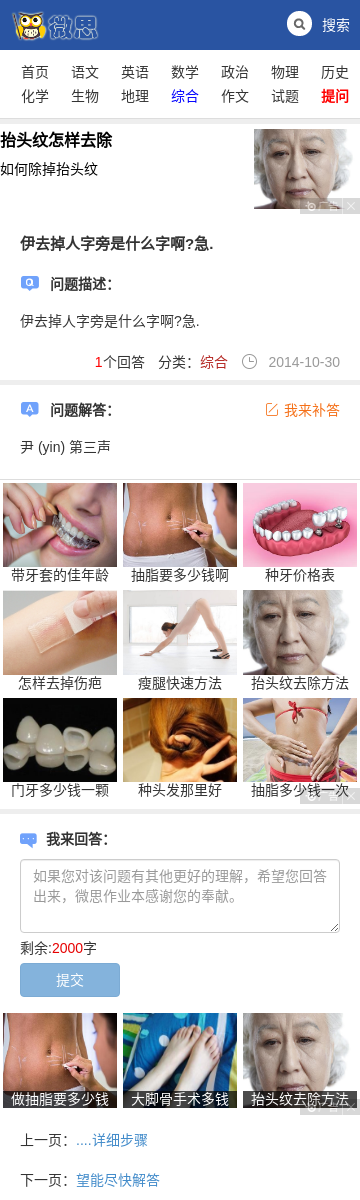 微思 搜索
首页 语文 英语 数学 政治 物理 历史
化学 生物 地理 综合 作文 试题 提问
抬头纹怎样去除
如何除掉抬头纹
广告
伊去掉人字旁是什么字啊?急.
问题描述：
伊去掉人字旁是什么字啊?急.
1个回答 分类：综合 2014-10-30
问题解答：
我来补答
尹 (yin) 第三声
带牙套的佳年龄 抽脂要多少钱啊 种牙价格表
怎样去掉伤疤 瘦腿快速方法 抬头纹去除方法
门牙多少钱一颗 种头发那里好 抽脂多少钱一次
广告
我来回答：
如果您对该问题有其他更好的理解，希望您回答
出来，微思作业本感谢您的奉献。
剩余:2000字
提交
做抽脂要多少钱 大脚骨手术多钱 抬头纹去除方法
广告
上一页：....详细步骤
下一页：望能尽快解答